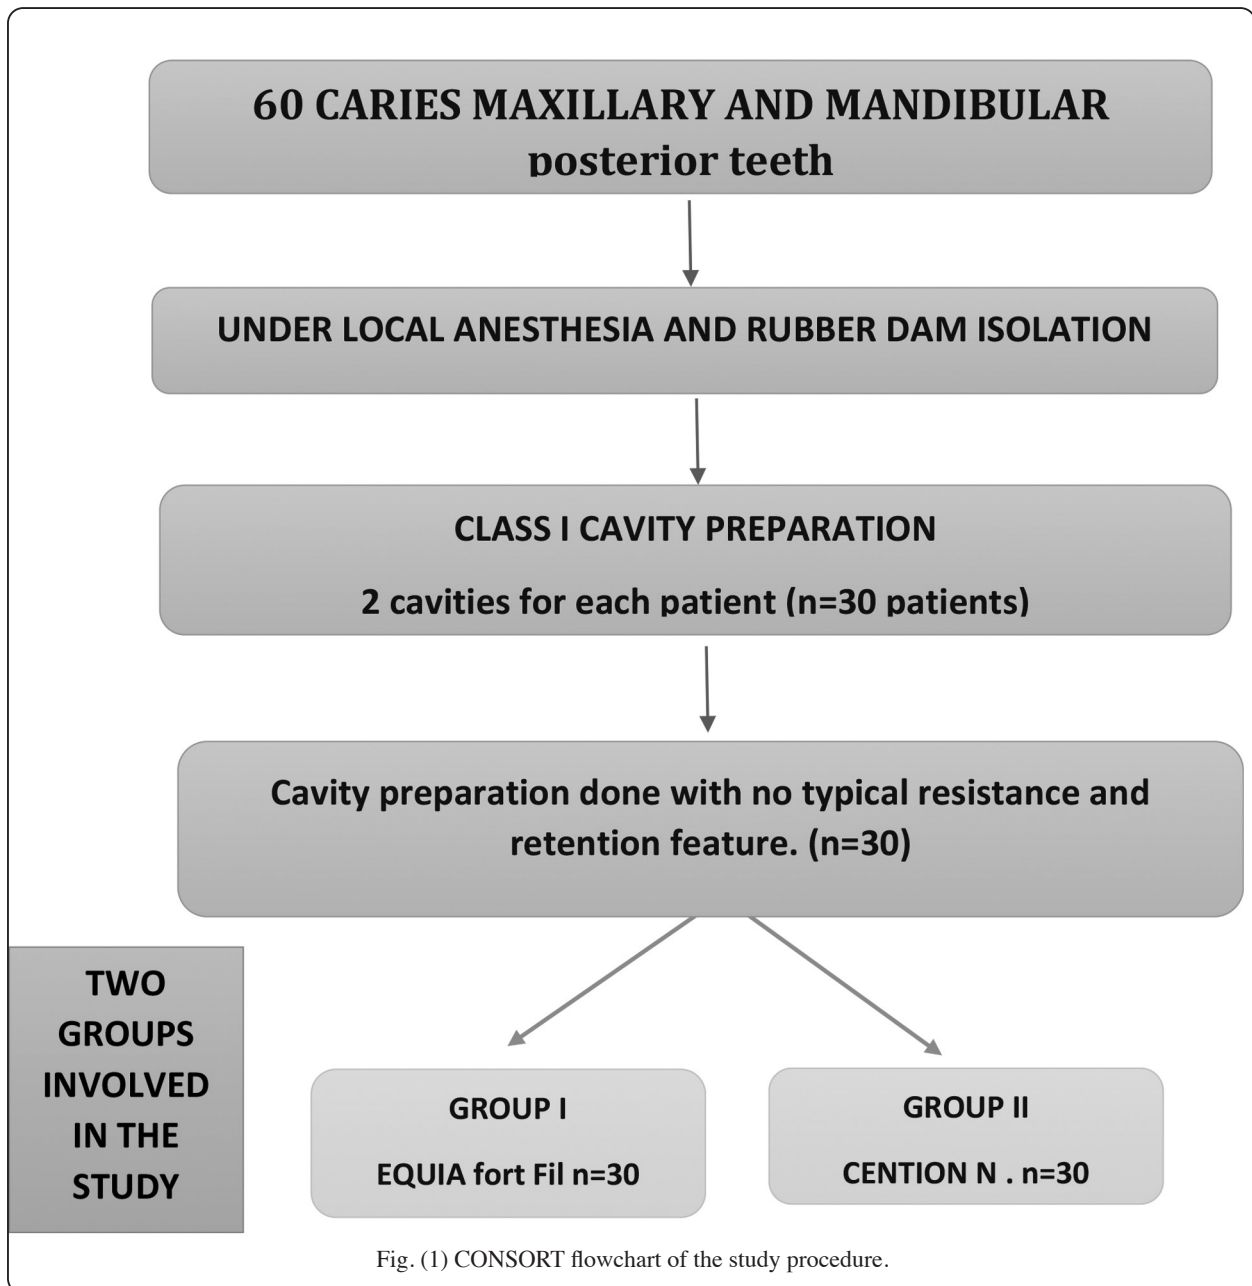 60 CARIES MAXILLARY AND MANDIBULAR
posterior teeth
UNDER LOCAL ANESTHESIA AND RUBBER DAM ISOLATION
CLASS I CAVITY PREPARATION
2 cavities for each patient (n=30 patients)
Cavity preparation done with no typical resistance and
retention feature. (n=30)
TWO
GROUPS
INVOLVED
IN THE
STUDY
GROUP I
EQUIA fort Fil n=30
GROUP II
CENTION N . n=30
Fig. (1) CONSORT flowchart of the study procedure.